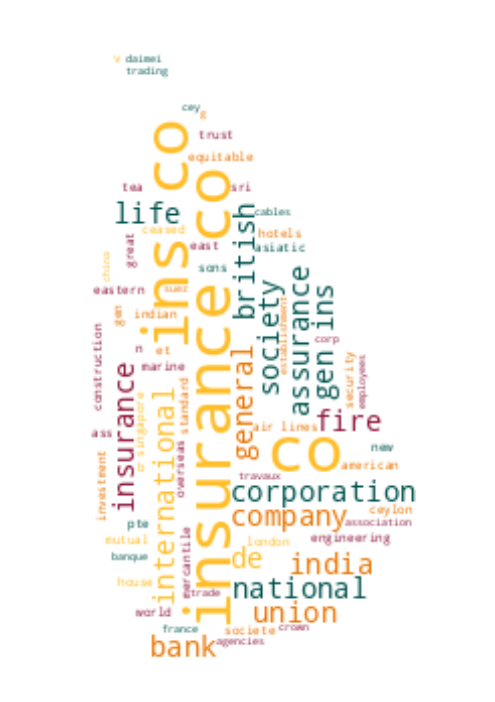 v daimei
trading
cey
g
trust
equitable
ins co
insurance co
tea
sri
life
british
cables
ceased
hotels
great
east
asiatic
china
sons
society
assurance
gen ins
eastern
suez
establishment
gen
indian
construction
n
et
corp
marine
general
security
employees
insurance
international
singapore
standard
overseas
fire
air lines
ass
co
new
american
investment
travaux
corporation
company
ceylon
association
pte
mutual
mercantile
london
engineering
banque
de
india
house
trade
national
world
union
france
societe
crown
bank
agencies